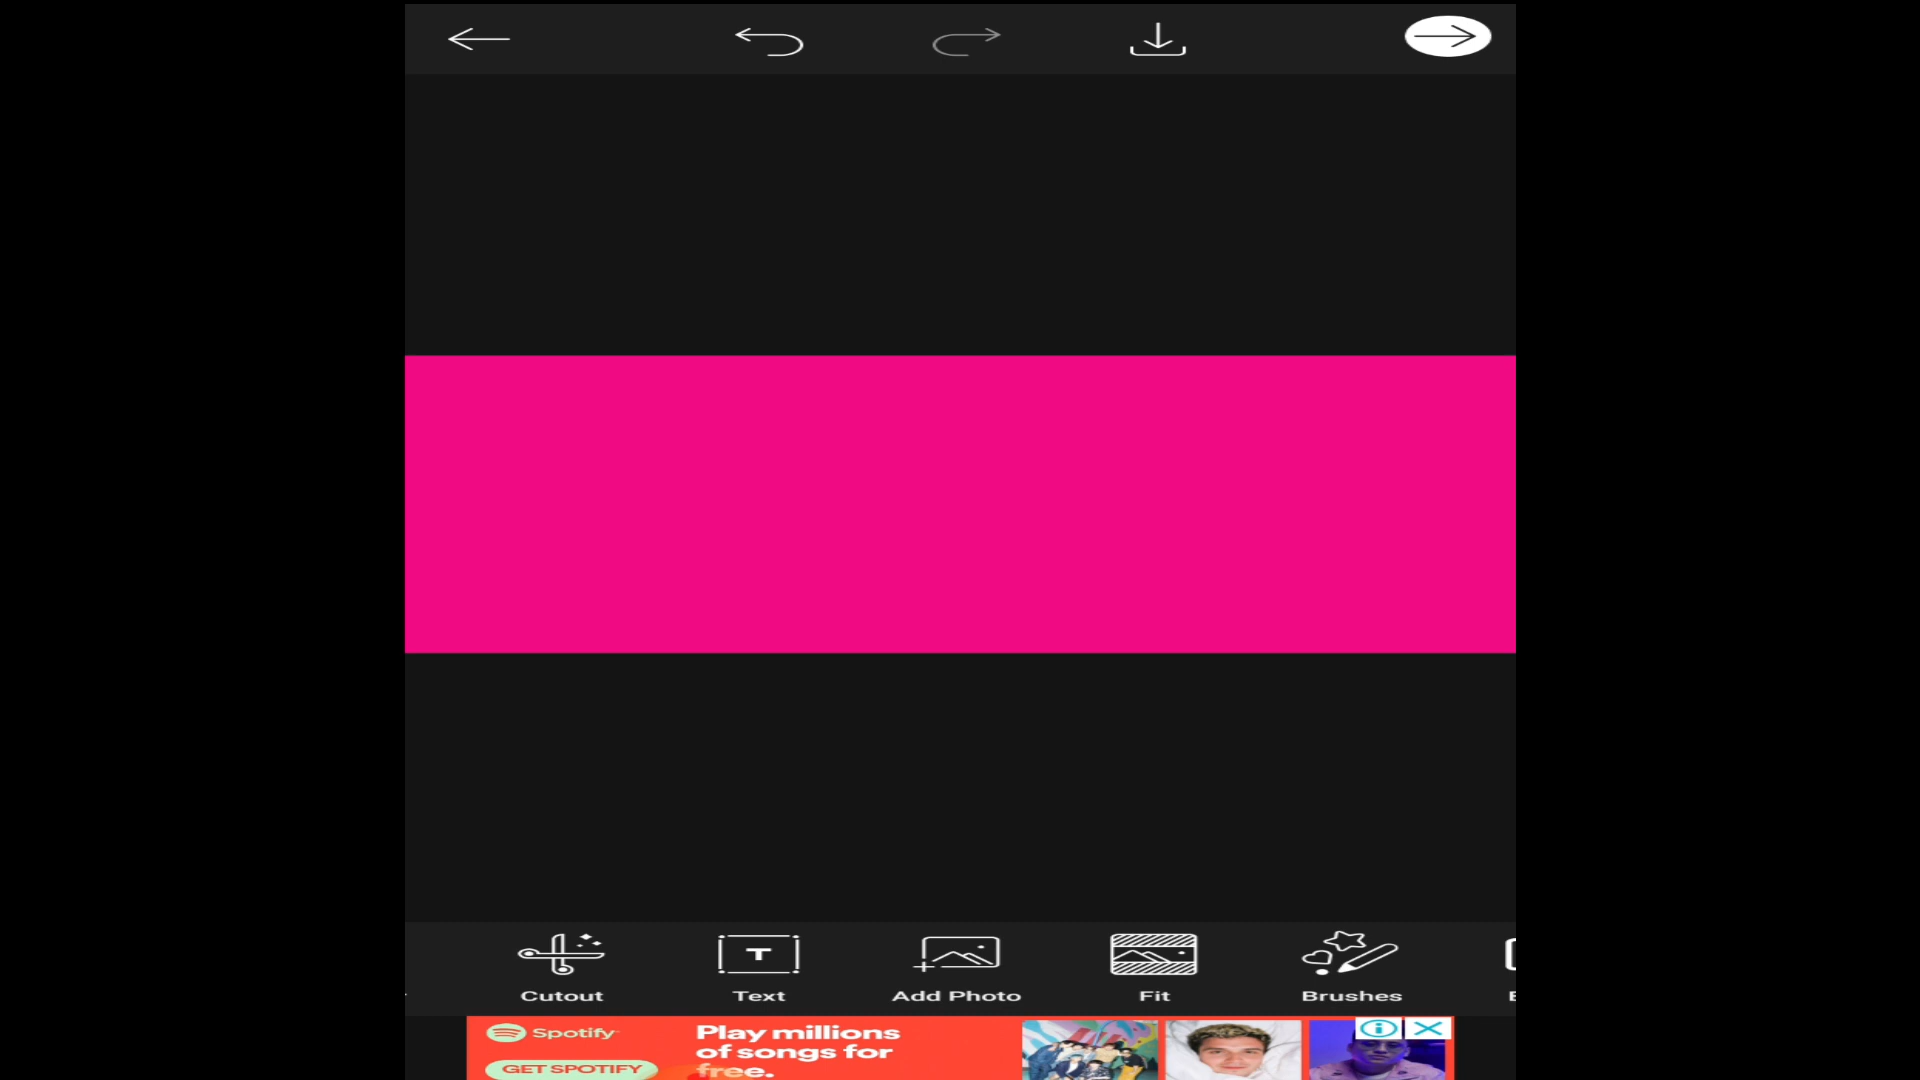 T
Cutout
Text
Add Photo
Fit
Brushes
Spotify
GET SPOTIFY
Play millions
of songs for
free.